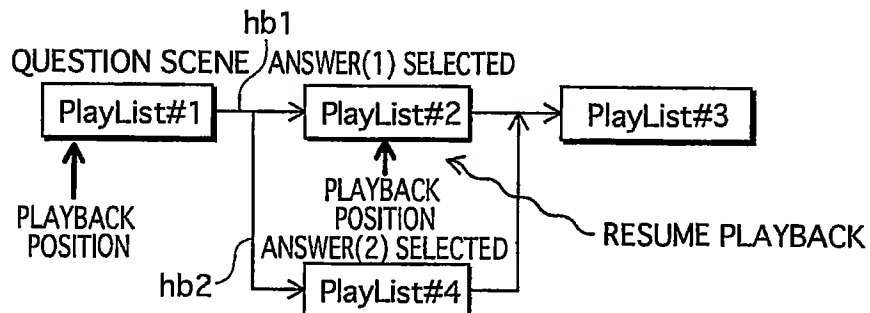 hb1
QUESTION SCENE ANSWER(1) SELECTED
PlayList#1
PlayList#2
PlayList#3
PLAYBACK
POSITION
PLAYBACK
POSITION
RESUME PLAYBACK
ANSWER(2) SELECTED
hb2
PlayList#4